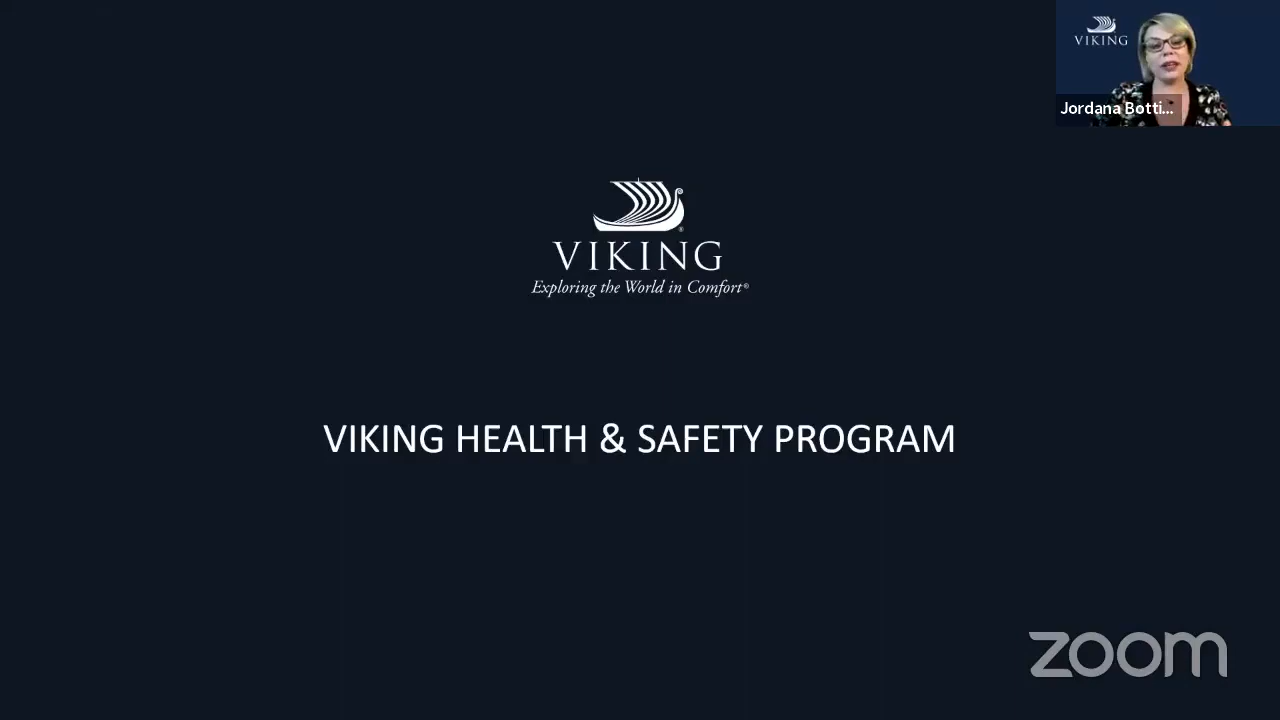 VIKING
Jordana Botti...
VIKING
Exploring the World in Comfort®
VIKING HEALTH & SAFETY PROGRAM
zoom